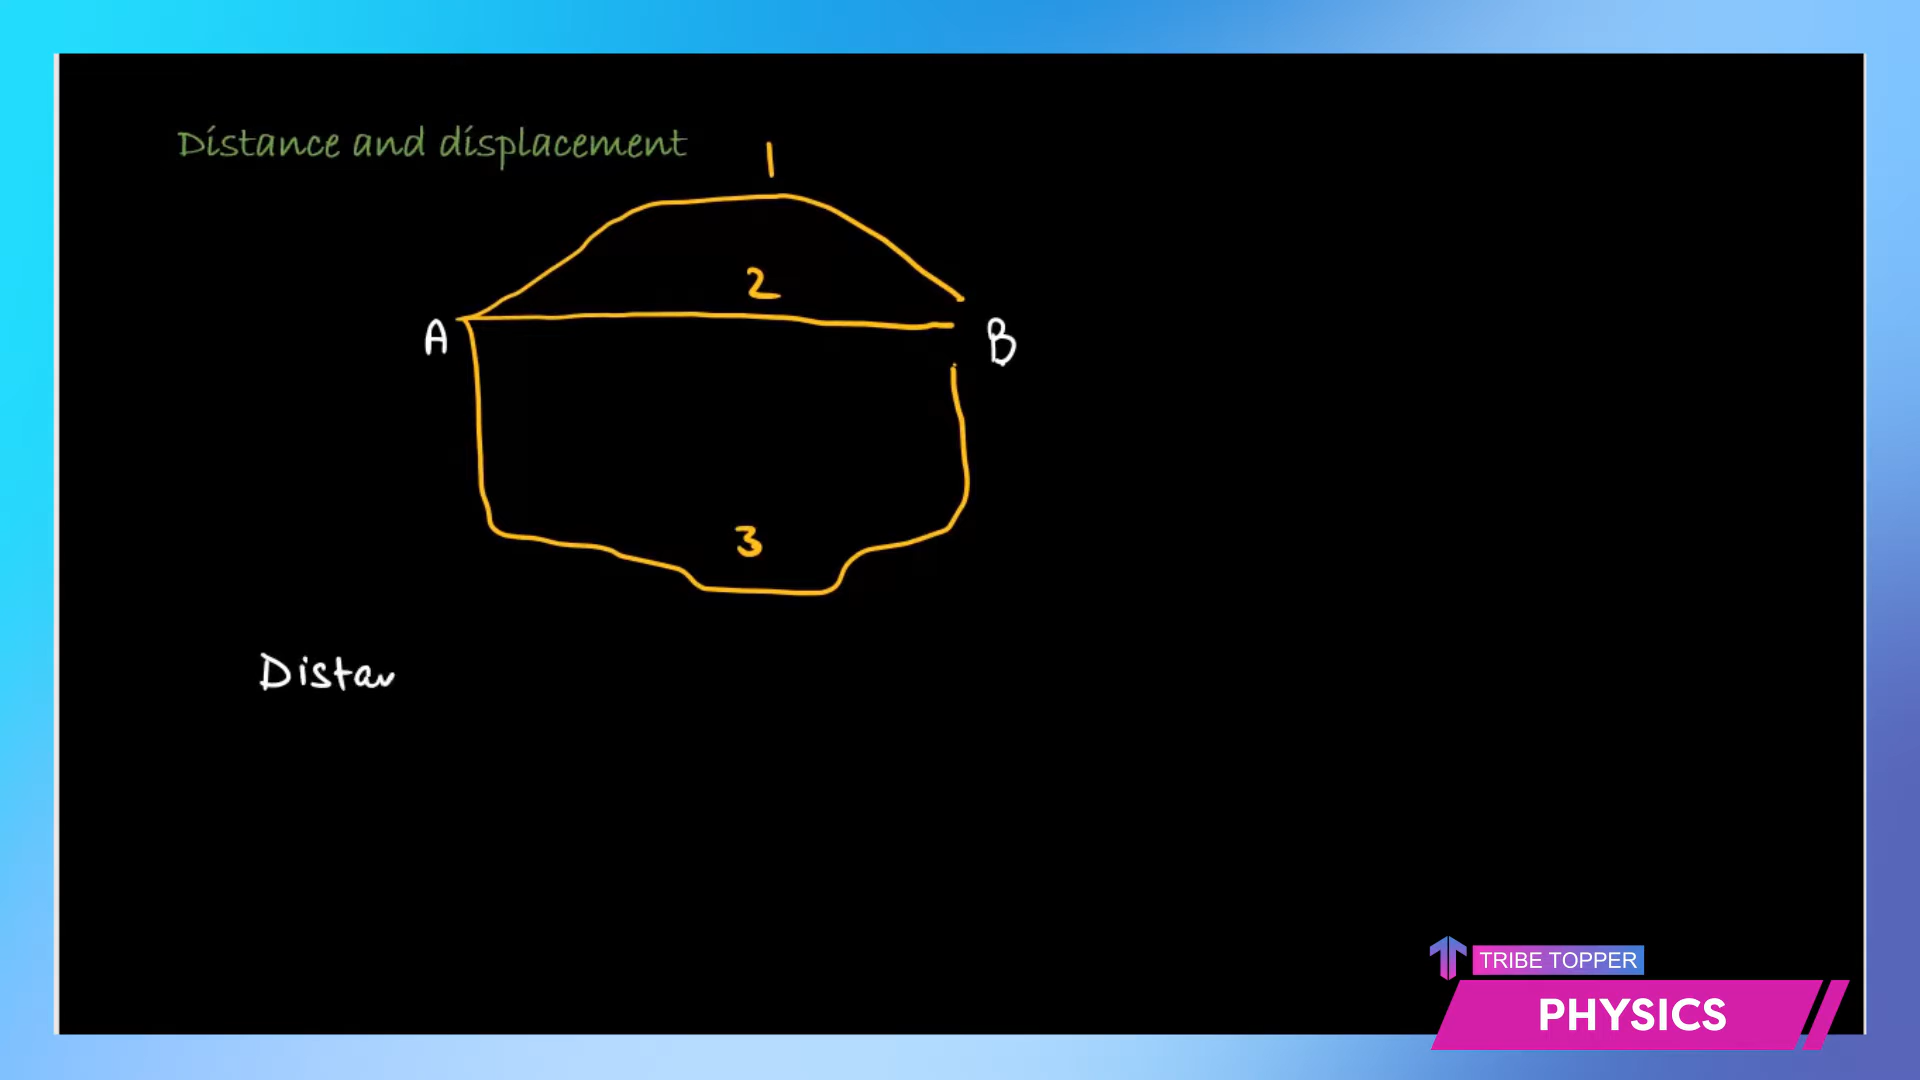 Distance and displacement
1
2
A
B
3
Distan
TRIBE TOPPER
PHYSICS